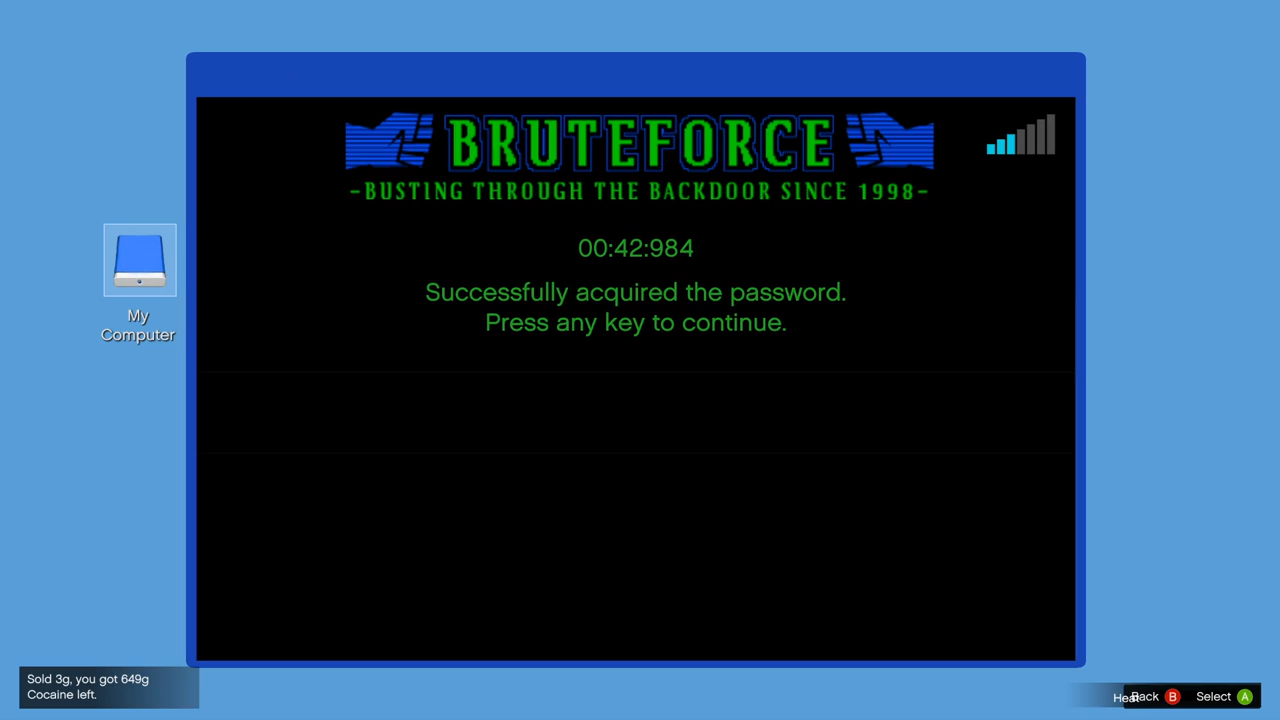 BRUTEFORCE
-BUSTING THROUGH THE BACKDOOR SINCE 1998-
00:42:984
Successfully acquired the password.
Press any key to continue.
My
Computer
Sold 3g, you got 649g
Cocaine left.
Heat
Back B Select A